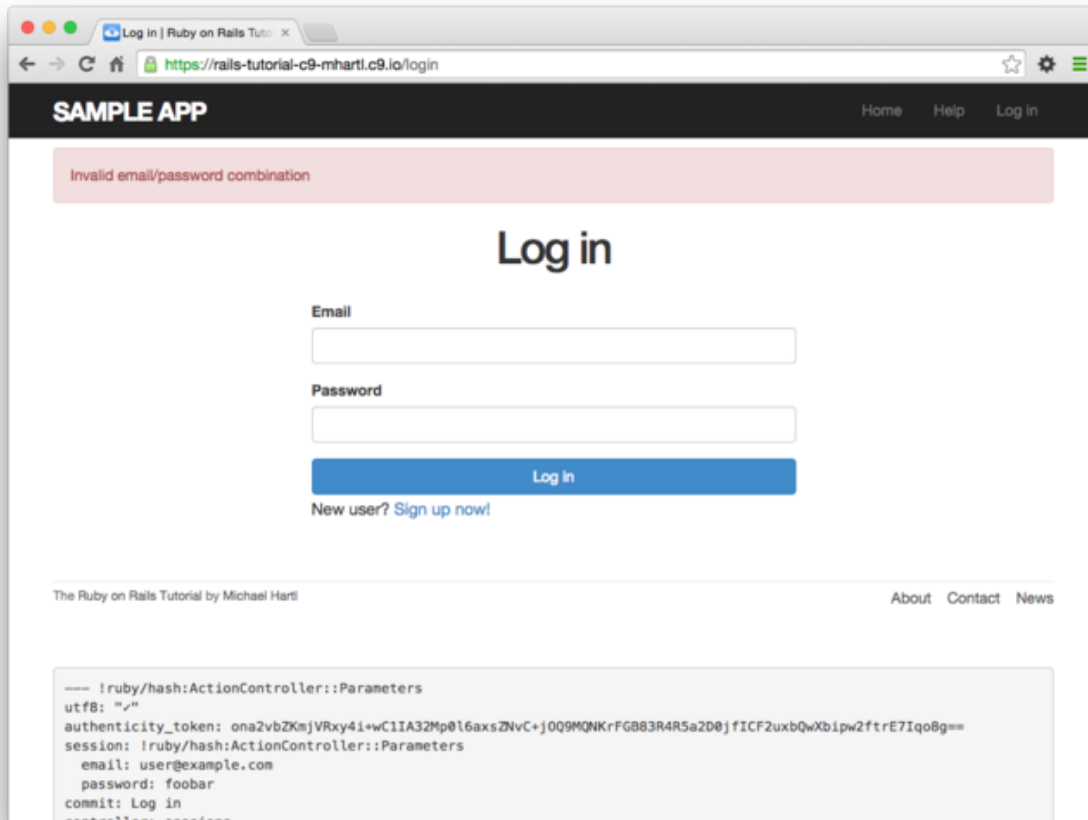 Log in | Ruby on Rails Tuto
https://rails-tutorial-c9-mhartl.c9.io/login
SAMPLE APP Home Help Log in
Invalid email/password combination
Log in
Email
Password
Log in
New user? Sign up now!
The Ruby on Rails Tutorial by Michael Hartl About Contact News
--- !ruby/hash:ActionController::Parameters
utf8: "✓"
authenticity_token: ona2vbZKmjVRxy4i+wC1IA32Mp0l6axsZNvC+jOQ9MQNKrFGB83R4R5a2D0jfICF2uxbQwXbipw2ftrE7Iqo8g==
session: !ruby/hash:ActionController::Parameters
email: user@example.com
password: foobar
commit: Log in